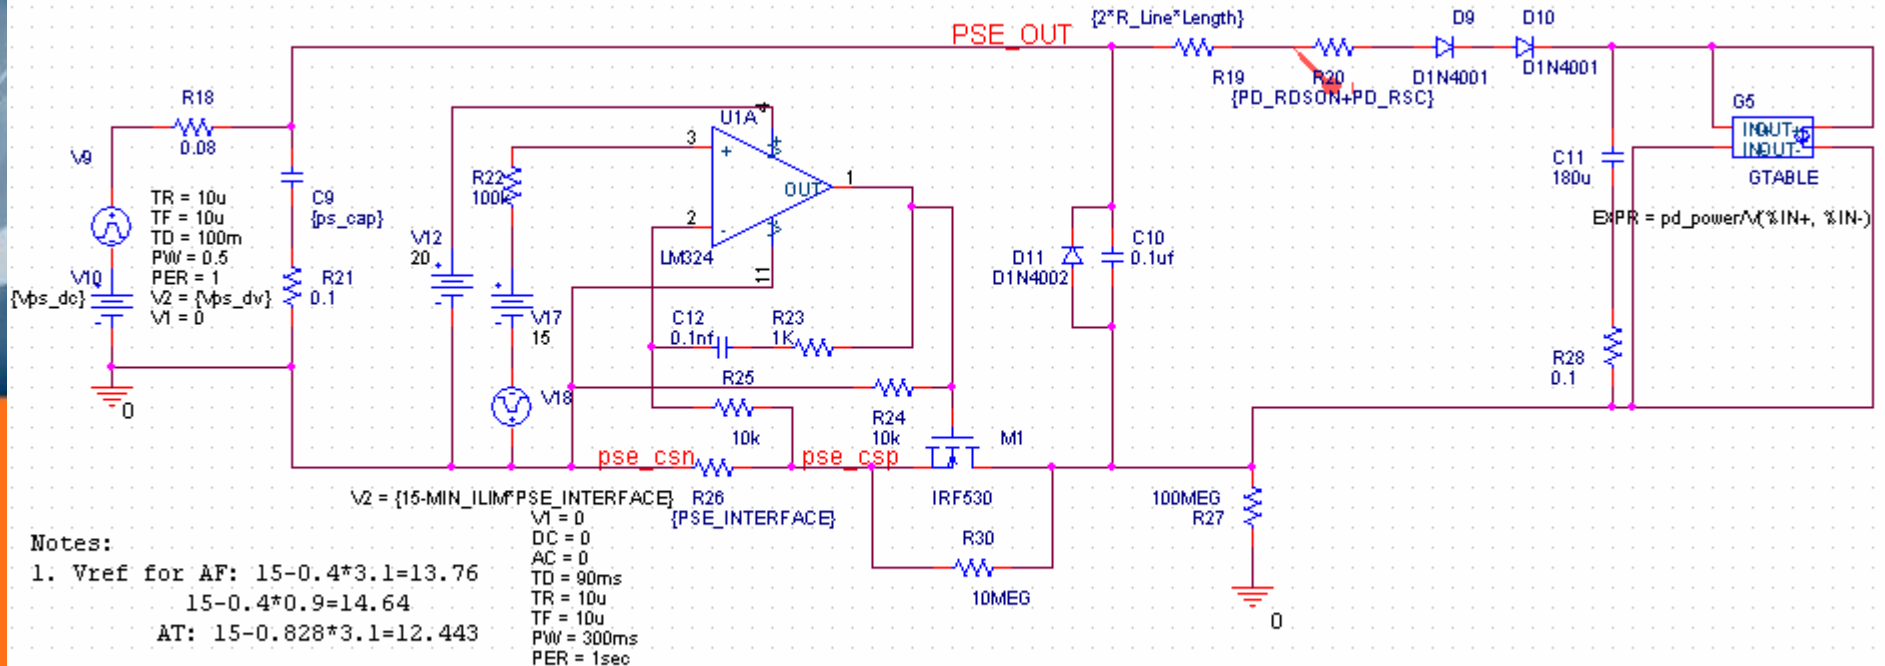 PSE_OUT
{2*R_Line*Length}
D9
D10
R19
R20
{PD_RDSON+PD_RSC}
D1N4001
D1N4001
R18
0.08
V9
TR = 10u
TF = 10u
TD = 100m
PW = 0.5
PER = 1
V2 = {Vps_dv}
V1 = 0
V10
{Vps_dc}
0
C9
{ps_cap}
R21
0.1
V12
20
R22
100k
U1A
3
2
4
11
1
+
-
OUT
LM324
V17
15
V18
C12
0.1nf
R23
1K
R25
10k
R24
10k
M1
IRF530
D11
D1N4002
C10
0.1uf
G5
GTABLE
EXPR = pd_power/V(%IN+, %IN-)
C11
180u
R28
0.1
pse_csn
pse_csp
R26
{PSE_INTERFACE}
V2 = {15-MIN_ILIM*PSE_INTERFACE}
V1 = 0
DC = 0
AC = 0
TD = 90ms
TR = 10u
TF = 10u
PW = 300ms
PER = 1sec
R30
10MEG
100MEG
R27
0
Notes:
1. Vref for AF: 15-0.4*3.1=13.76
15-0.4*0.9=14.64
AT: 15-0.828*3.1=12.443